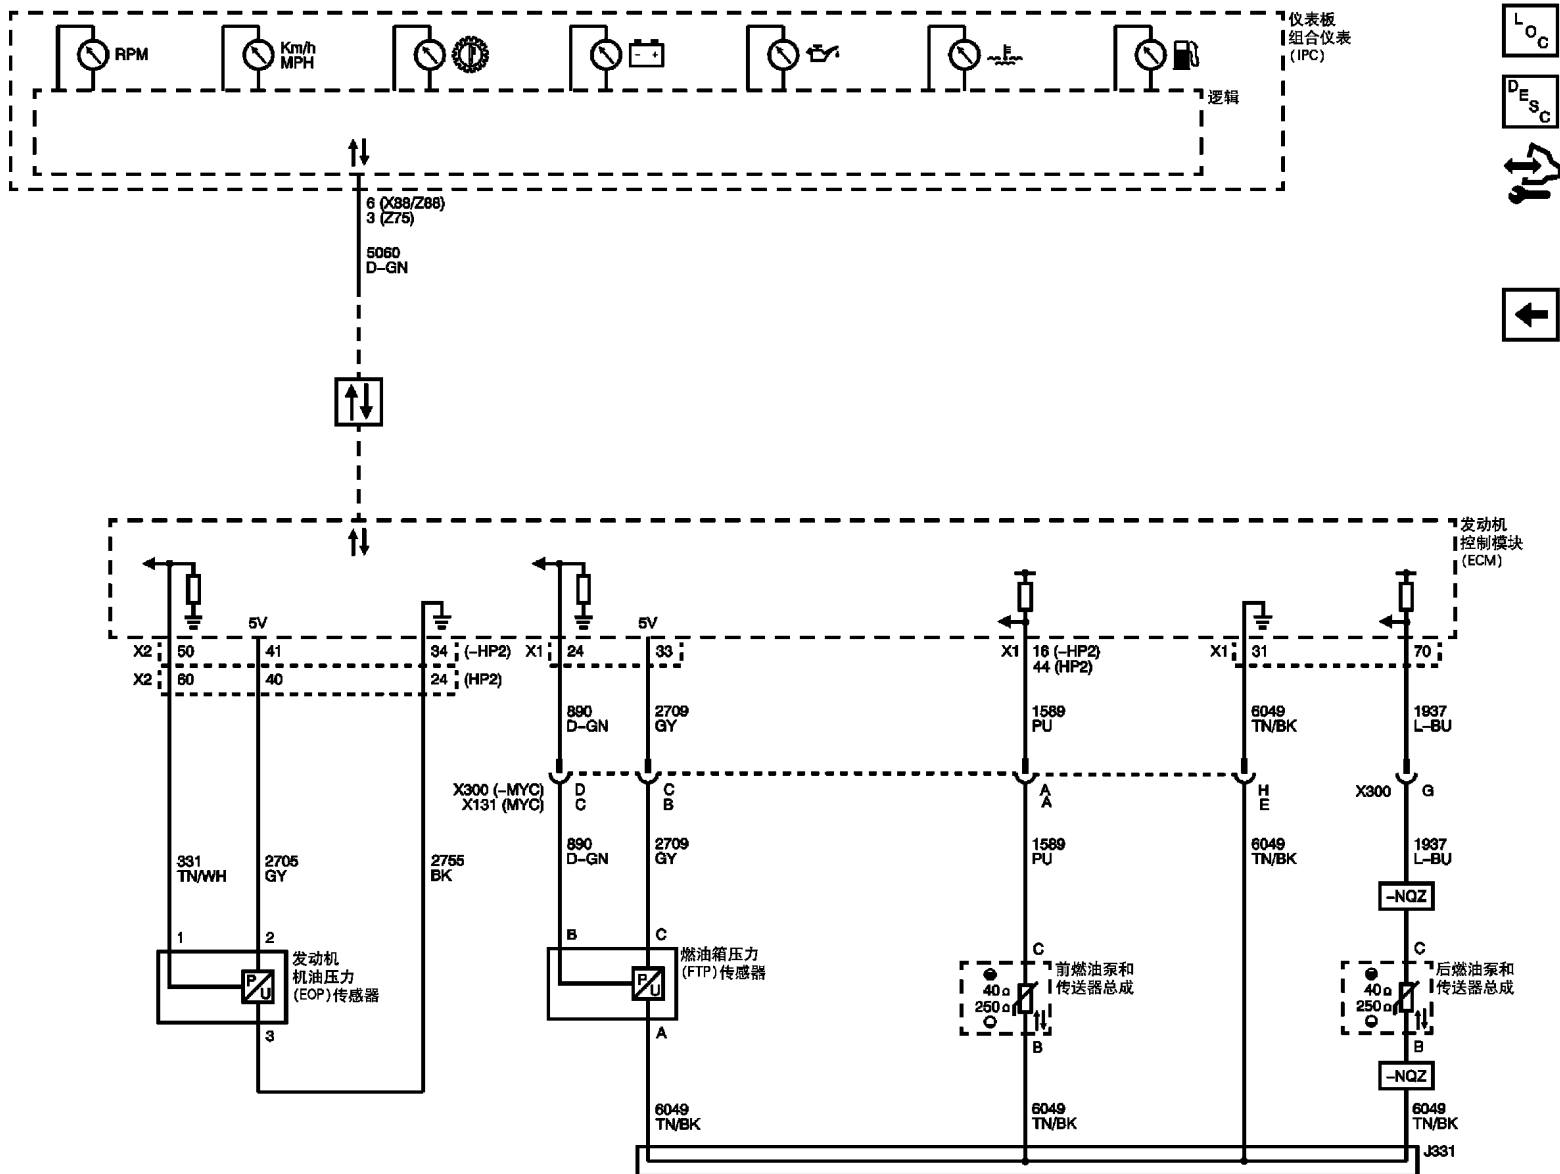 仪表板
组合仪表
(IPC)
L
O
C
RPM
Km/h
MPH
- +
逻辑
D
E
S
C
6 (X88/Z88)
3 (Z75)
5060
D-GN
发动机
控制模块
(ECM)
5V
5V
X2 50 41 34 (-HP2)
X1 24 33
X1 16 (-HP2)
44 (HP2)
X1 31 70
X2 60 40 24 (HP2)
890
D-GN
2709
GY
1589
PU
6049
TN/BK
1937
L-BU
X300 (-MYC) D C A H
X131 (MYC) C B A E
X300 G
331
TN/WH
2705
GY
2755
BK
890
D-GN
2709
GY
1589
PU
6049
TN/BK
1937
L-BU
-NQZ
1 2
B C
C
C
发动机
机油压力
(EOP)传感器
P
U
燃油箱压力
(FTP)传感器
P
U
前燃油泵和
传送器总成
40Ω
250Ω
后燃油泵和
传送器总成
40Ω
250Ω
3
A
B
B
-NQZ
6049
TN/BK
6049
TN/BK
6049
TN/BK
J331